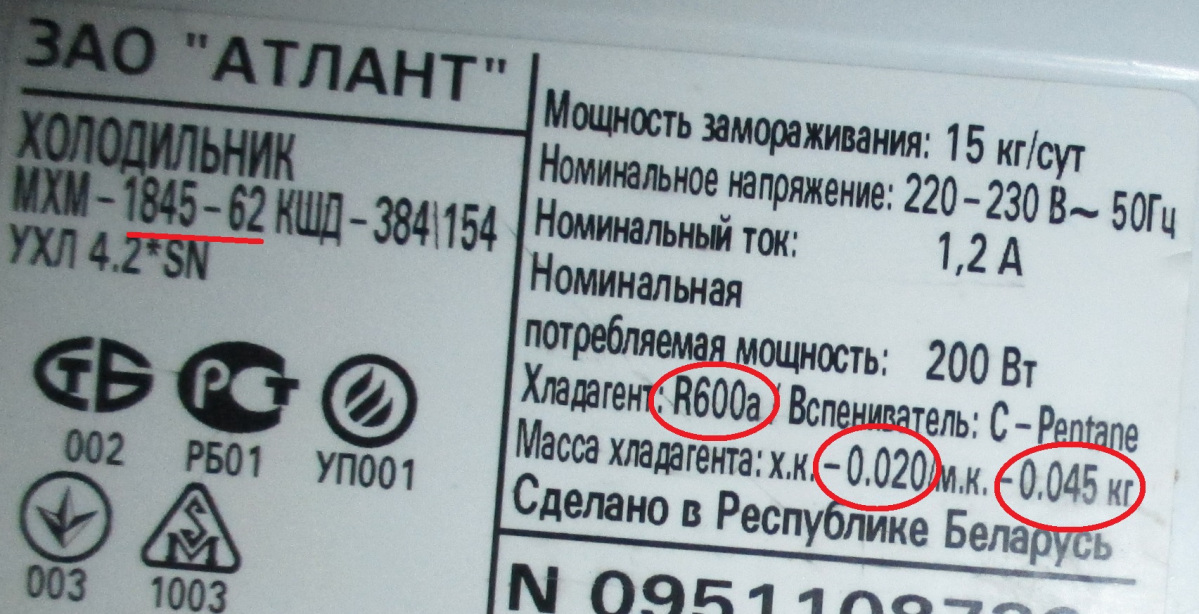 ЗАО "АТЛАНТ"
ХОЛОДИЛЬНИК
МХМ – 1845 – 62 КШД – 384\154
УХЛ 4.2*SN
СТБ
002
РСТ
РБ01
УП001
003
1003
Мощность замораживания: 15 кг/сут
Номинальное напряжение: 220 – 230 В~ 50Гц
Номинальный ток: 1,2 А
Номинальная
потребляемая мощность: 200 Вт
Хладагент: R600a / Вспениватель: C – Pentane
Масса хладагента: х.к. – 0.020/м.к. – 0.045 кг
Сделано в Республике Беларусь
N